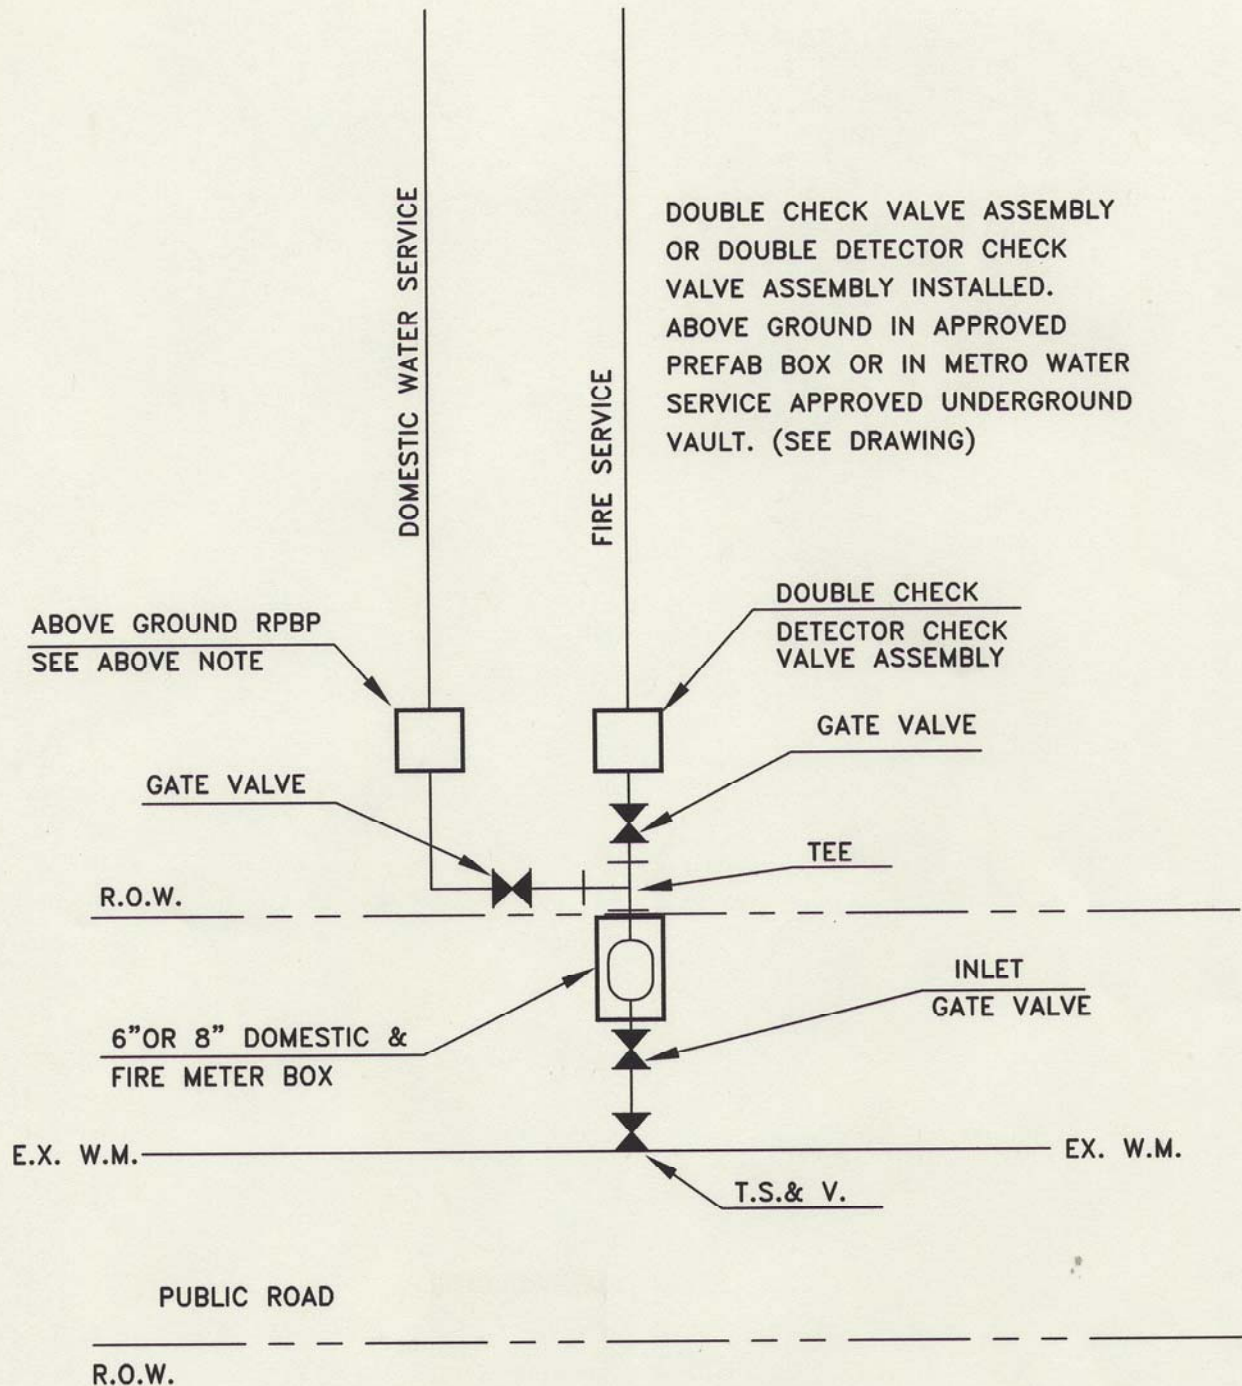 DOMESTIC WATER SERVICE
FIRE SERVICE
DOUBLE CHECK VALVE ASSEMBLY
OR DOUBLE DETECTOR CHECK
VALVE ASSEMBLY INSTALLED.
ABOVE GROUND IN APPROVED
PREFAB BOX OR IN METRO WATER
SERVICE APPROVED UNDERGROUND
VAULT. (SEE DRAWING)
ABOVE GROUND RPBP
SEE ABOVE NOTE
DOUBLE CHECK
DETECTOR CHECK
VALVE ASSEMBLY
GATE VALVE
GATE VALVE
TEE
R.O.W.
INLET
GATE VALVE
6"OR 8" DOMESTIC &
FIRE METER BOX
E.X. W.M.
EX. W.M.
T.S.& V.
PUBLIC ROAD
R.O.W.